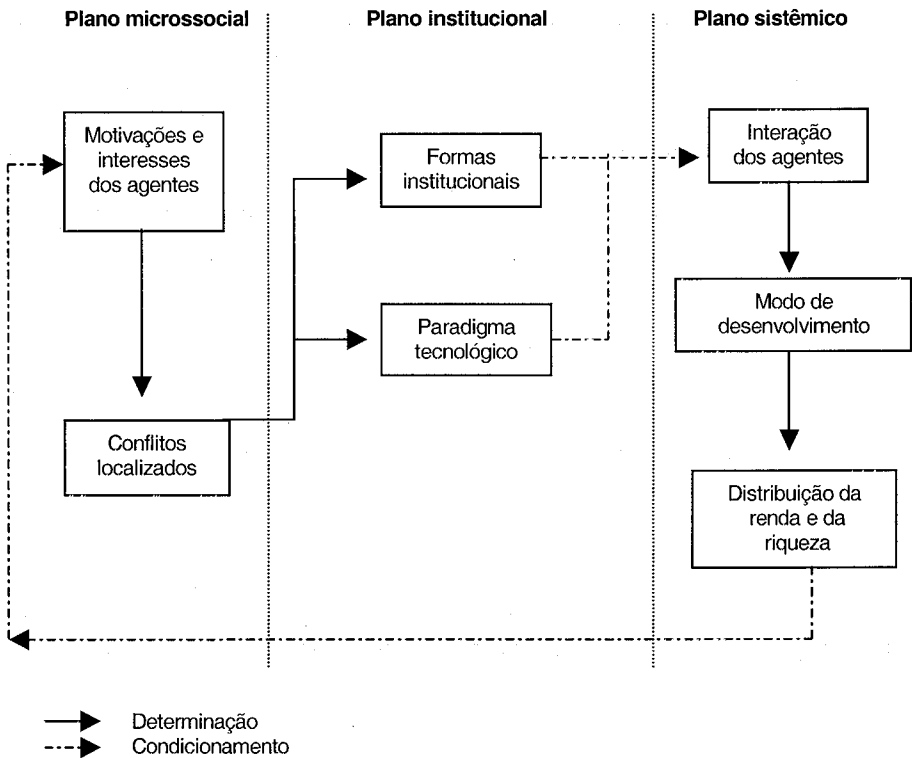 Plano microssocial
Plano institucional
Plano sistêmico
Motivações e
interesses
dos agentes
Conflitos
localizados
Formas
institucionais
Paradigma
tecnológico
Interação
dos agentes
Modo de
desenvolvimento
Distribuição da
renda e da
riqueza
Determinação
Condicionamento